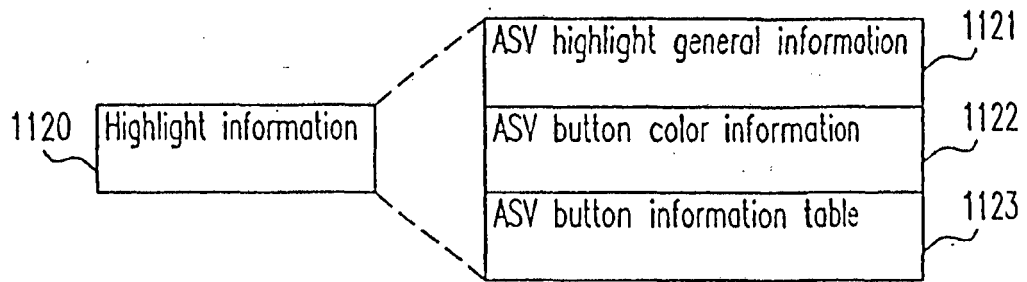 1120 Highlight information
ASV highlight general information 1121
ASV button color information 1122
ASV button information table 1123